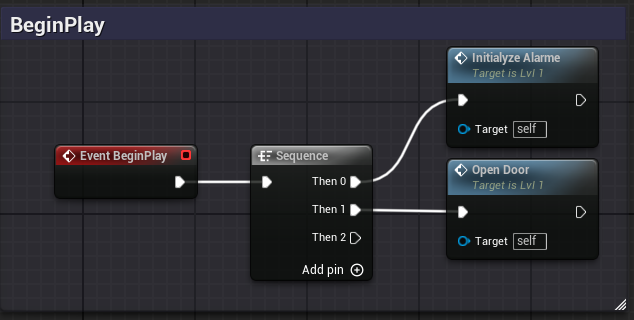 BeginPlay
Initialyze Alarme
Target is Lvl 1
Target self
Event BeginPlay
Sequence
Then 0
Then 1
Then 2
Add pin
Open Door
Target is Lvl 1
Target self